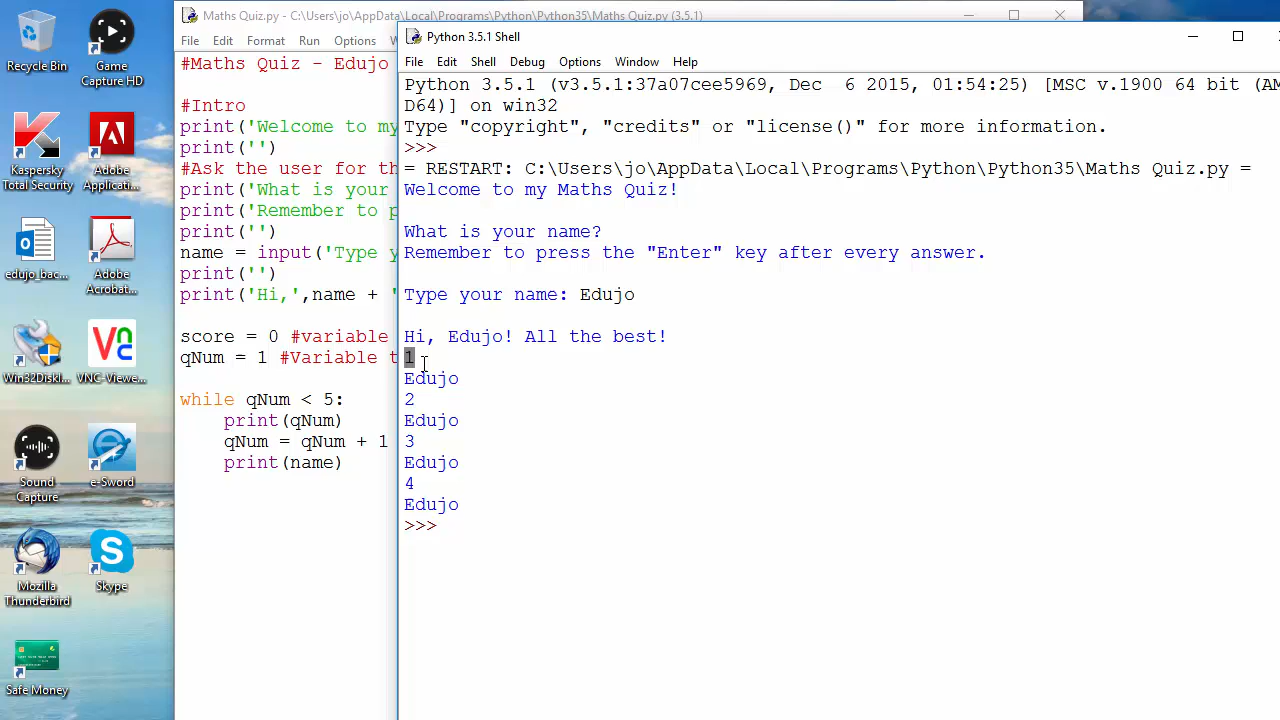 Recycle Bin
Game
Capture HD
Kaspersky
Total Security
Adobe
Applicati...
edujo_bac...
Adobe
Acrobat...
Win32DiskI...
VNC-Viewe...
Sound
Capture
e-Sword
Mozilla
Thunderbird
Skype
Safe Money
Maths Quiz.py - C:\Users\jo\AppData\Local\Programs\Python\Python35\Maths Quiz.py (3.5.1)
File Edit Format Run Options W
#Maths Quiz - Edujo
#Intro
print('Welcome to my
print('')
#Ask the user for th
print('What is your
print('Remember to p
print('')
name = input('Type y
print('')
print('Hi,',name + '
score = 0 #variable
qNum = 1 #Variable t
while qNum < 5:
print(qNum)
qNum = qNum + 1
print(name)
Python 3.5.1 Shell
File Edit Shell Debug Options Window Help
Python 3.5.1 (v3.5.1:37a07cee5969, Dec  6 2015, 01:54:25) [MSC v.1900 64 bit (AM
D64)] on win32
Type "copyright", "credits" or "license()" for more information.
>>>
= RESTART: C:\Users\jo\AppData\Local\Programs\Python\Python35\Maths Quiz.py =
Welcome to my Maths Quiz!
What is your name?
Remember to press the "Enter" key after every answer.
Type your name: Edujo
Hi, Edujo! All the best!
1
Edujo
2
Edujo
3
Edujo
4
Edujo
>>>